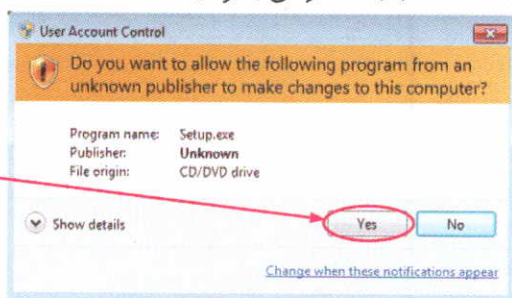 User Account Control
Do you want to allow the following program from an
unknown publisher to make changes to this computer?
Program name: Setup.exe
Publisher: Unknown
File origin: CD/DVD drive
Show details
Yes
No
Change when these notifications appear